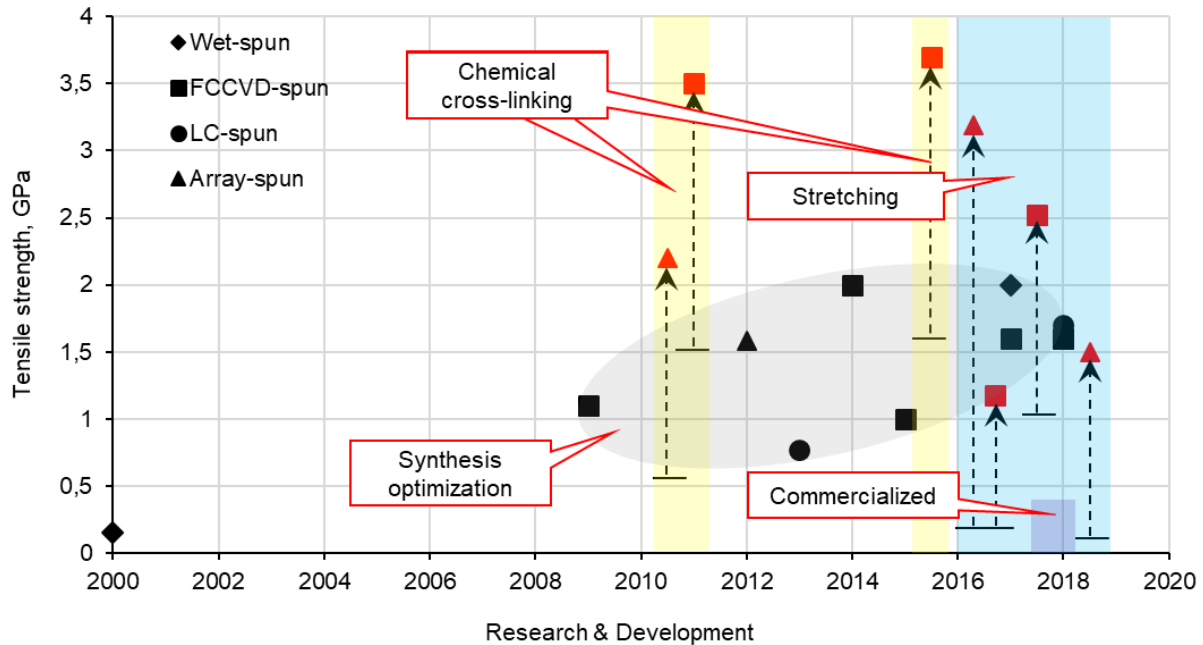 Tensile strength, GPa
4
3,5
3
2,5
2
1,5
1
0,5
0
Wet-spun
FCCVD-spun
LC-spun
Array-spun
Chemical
cross-linking
Stretching
Synthesis
optimization
Commercialized
2000 2002 2004 2006 2008 2010 2012 2014 2016 2018 2020
Research & Development